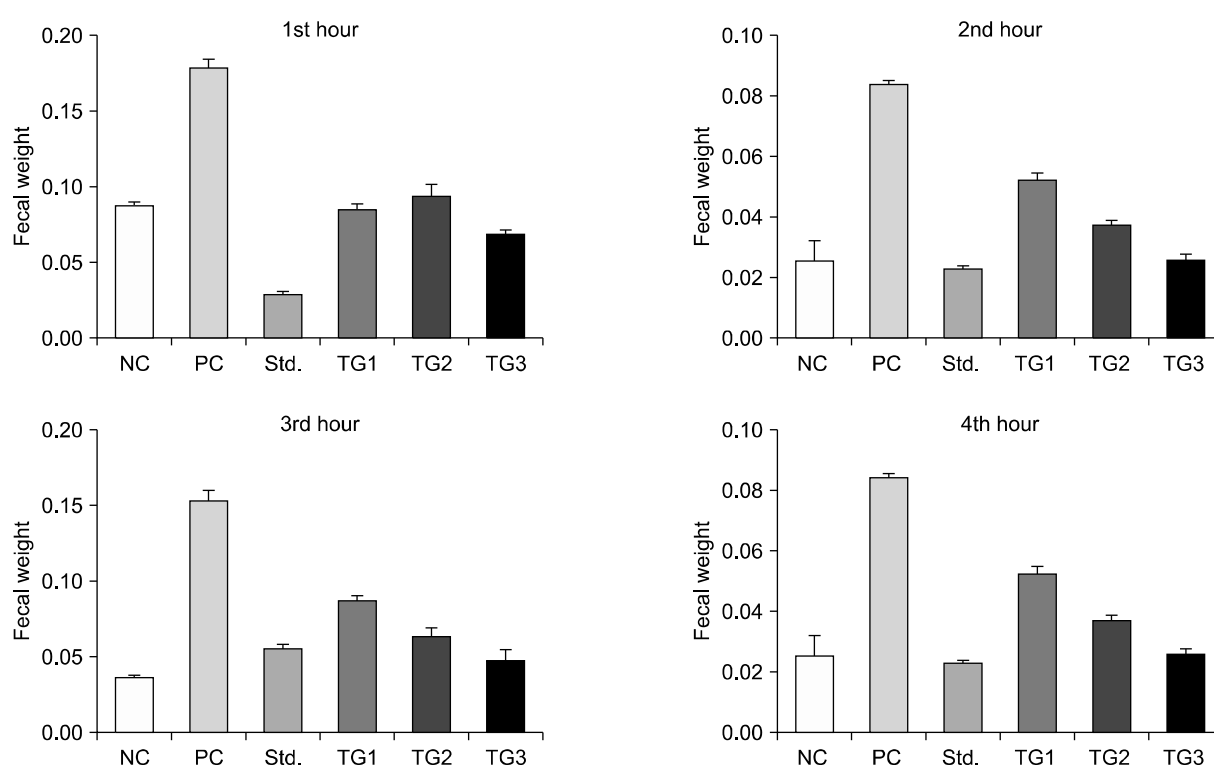 1st hour
Fecal weight
0.20
0.15
0.10
0.05
0.00
NC PC Std. TG1 TG2 TG3
2nd hour
Fecal weight
0.10
0.08
0.06
0.04
0.02
0.00
NC PC Std. TG1 TG2 TG3
3rd hour
Fecal weight
0.20
0.15
0.10
0.05
0.00
NC PC Std. TG1 TG2 TG3
4th hour
Fecal weight
0.10
0.08
0.06
0.04
0.02
0.00
NC PC Std. TG1 TG2 TG3